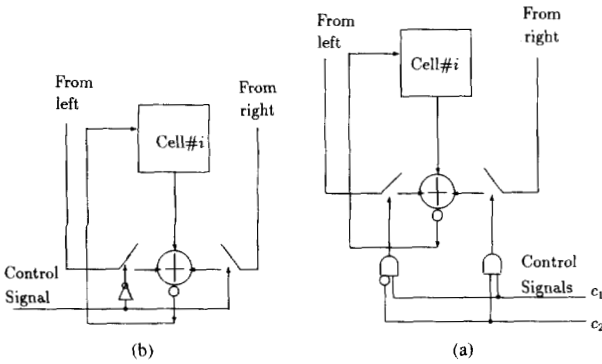 From
left
From
right
Cell#i
From
left
From
right
Cell#i
Control
Signal
Control
Signals
c₁
c₂
(b)
(a)